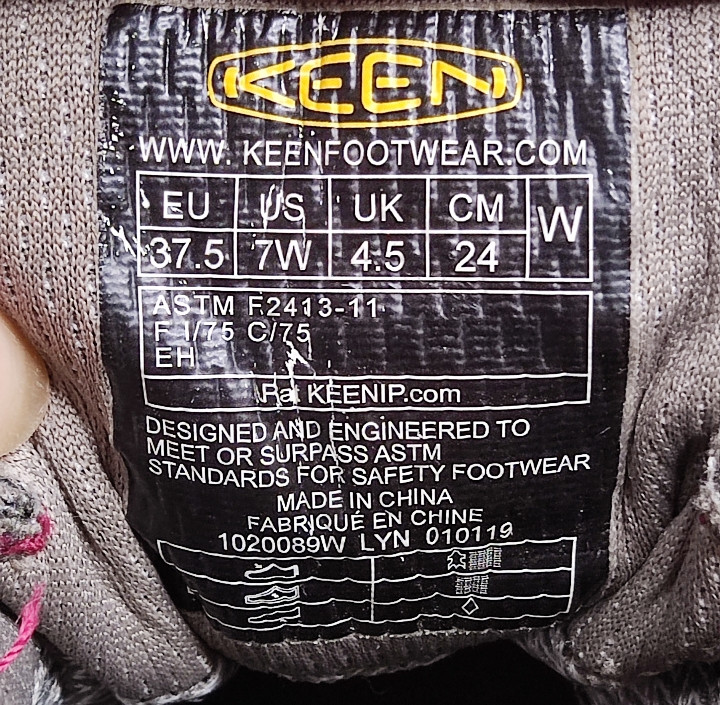 KEEN
WWW. KEENFOOTWEAR.COM
EU US UK CM W
37.5 7W 4.5 24
ASTM F2413-11
F I/75 C/75
EH
Pat KEENIP.com
DESIGNED AND ENGINEERED TO
MEET OR SURPASS ASTM
STANDARDS FOR SAFETY FOOTWEAR
MADE IN CHINA
FABRIQUÉ EN CHINE
1020089W LYN 010119